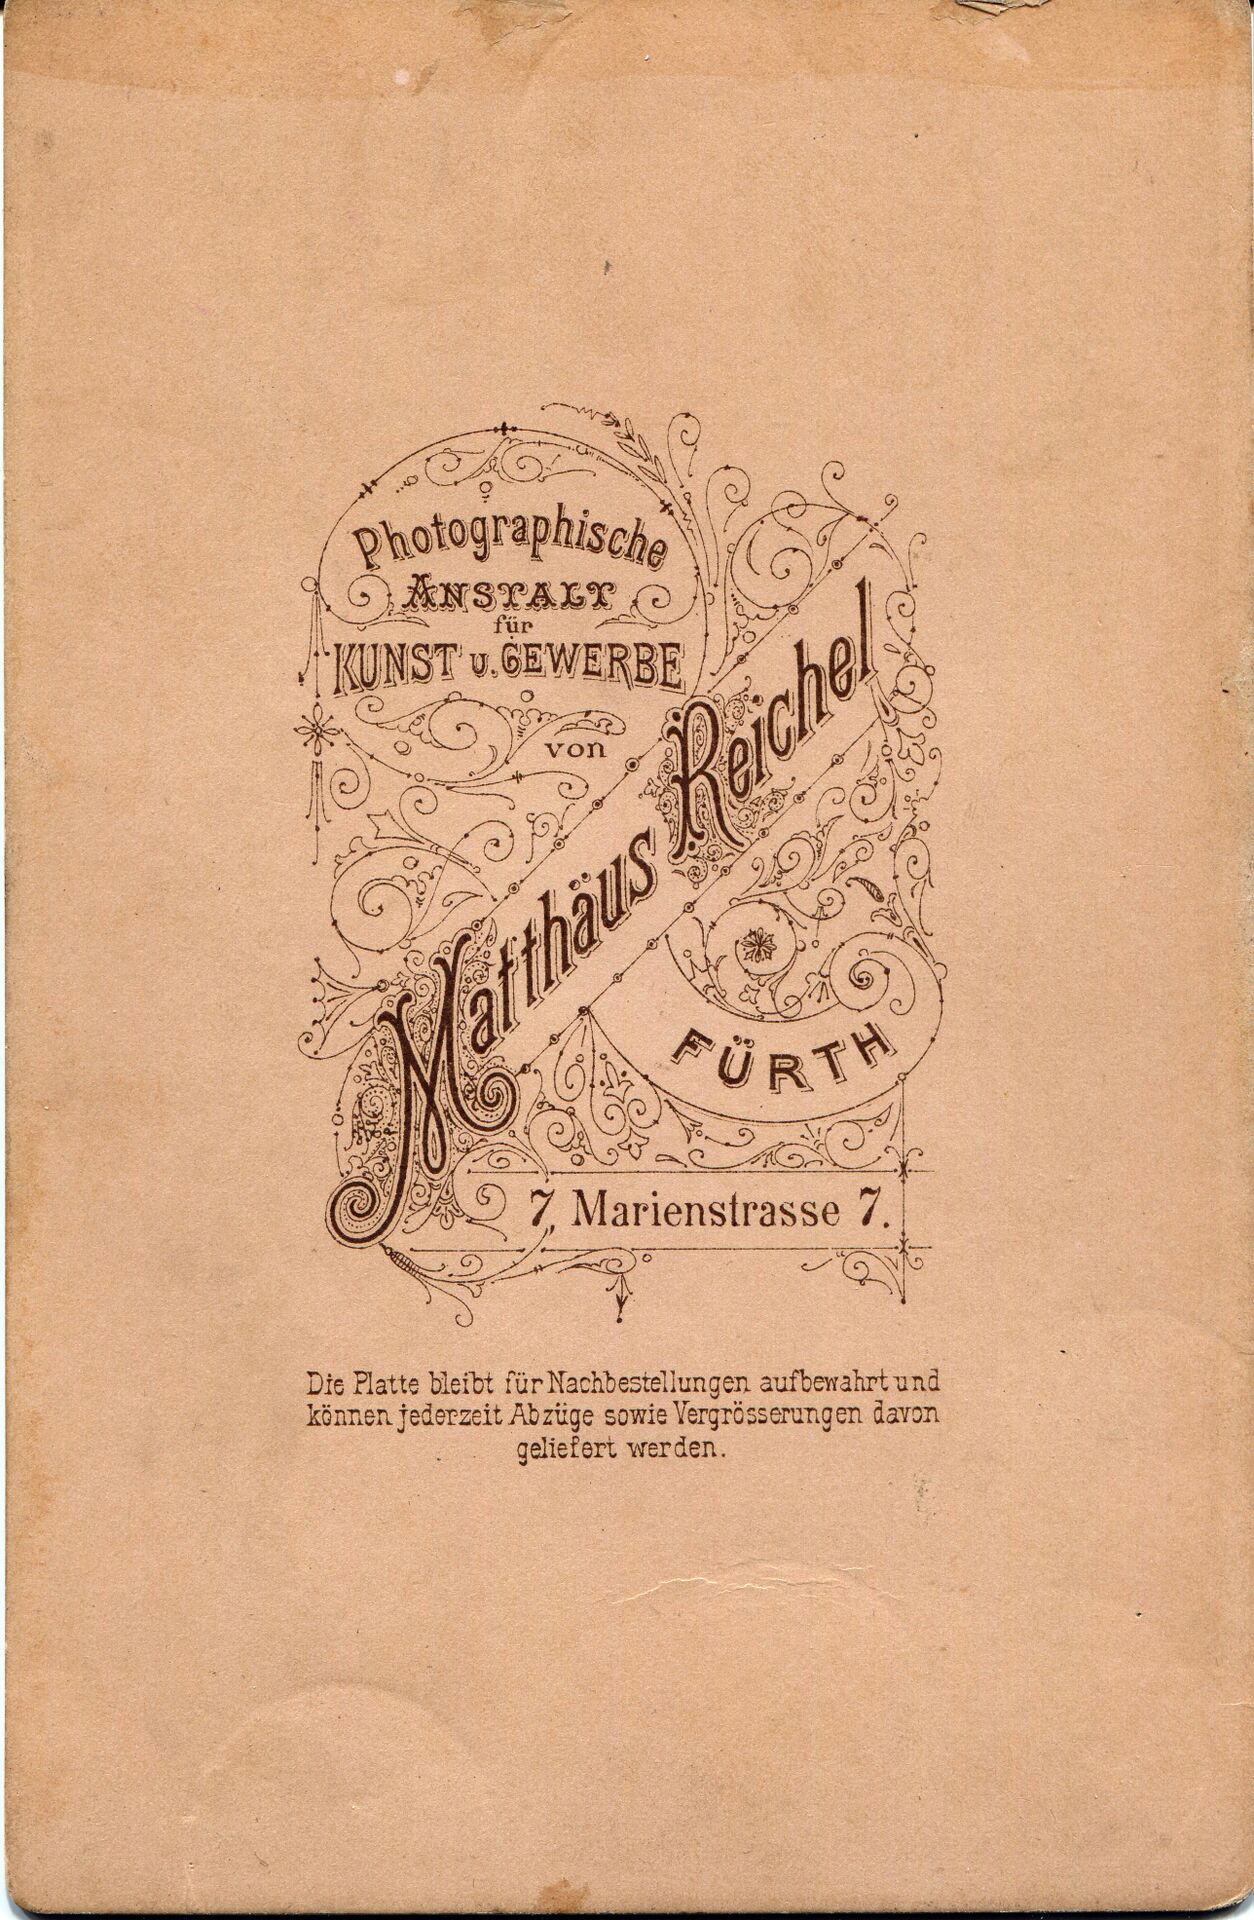 Photographische
ANSTALT
für
KUNST u. GEWERBE
von
Matthäus Reichel
FÜRTH
7, Marienstrasse 7.
Die Platte bleibt für Nachbestellungen aufbewahrt und
können jederzeit Abzüge sowie Vergrösserungen davon
geliefert werden.